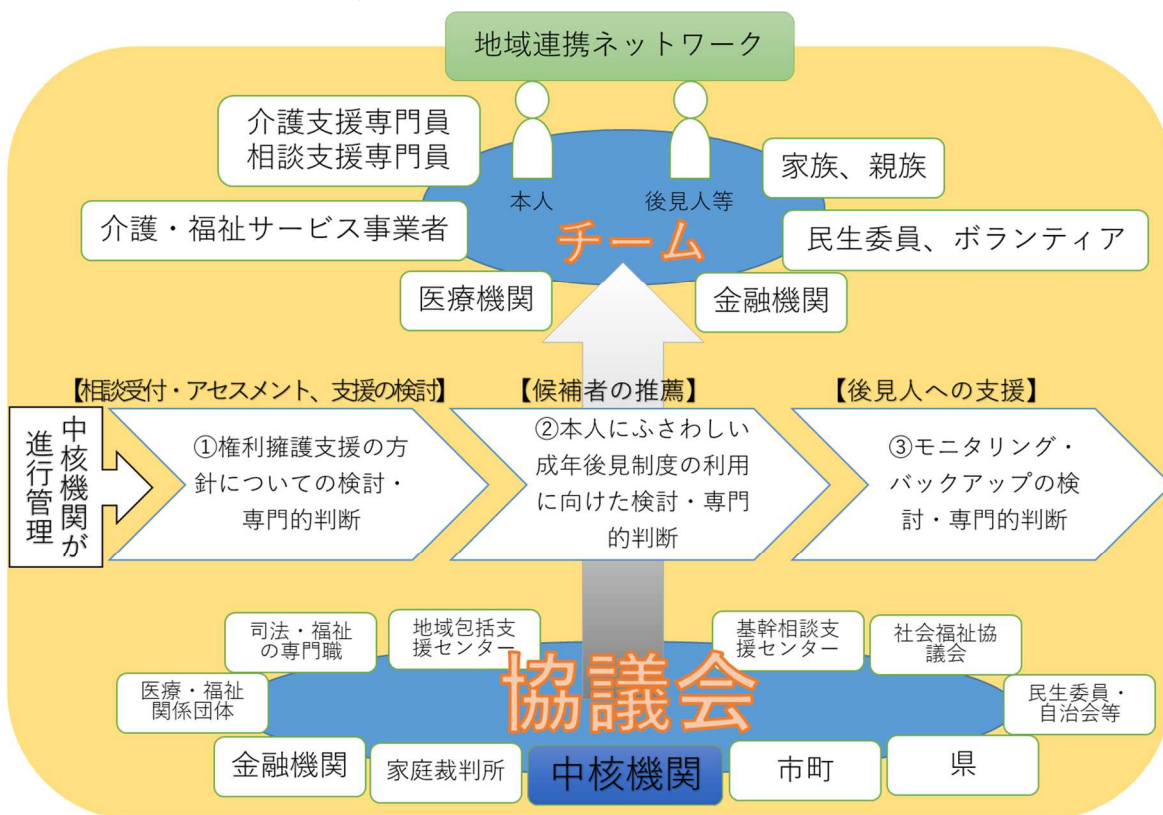 地域連携ネットワーク
介護支援専門員
相談支援専門員
家族、親族
本人
後見人等
介護・福祉サービス事業者
チーム
民生委員、ボランティア
医療機関
金融機関
【相談受付・アセスメント、支援の検討】
【候補者の推薦】
【後見人への支援】
中核機関が
進行管理
①権利擁護支援の方
針についての検討・
専門的判断
②本人にふさわしい
成年後見制度の利用
に向けた検討・専門
的判断
③モニタリング・
バックアップの検
討・専門的判断
司法・福祉
の専門職
地域包括支
援センター
基幹相談支
援センター
社会福祉協
議会
協議会
医療・福祉
関係団体
民生委員・
自治会等
金融機関
家庭裁判所
中核機関
市町
県